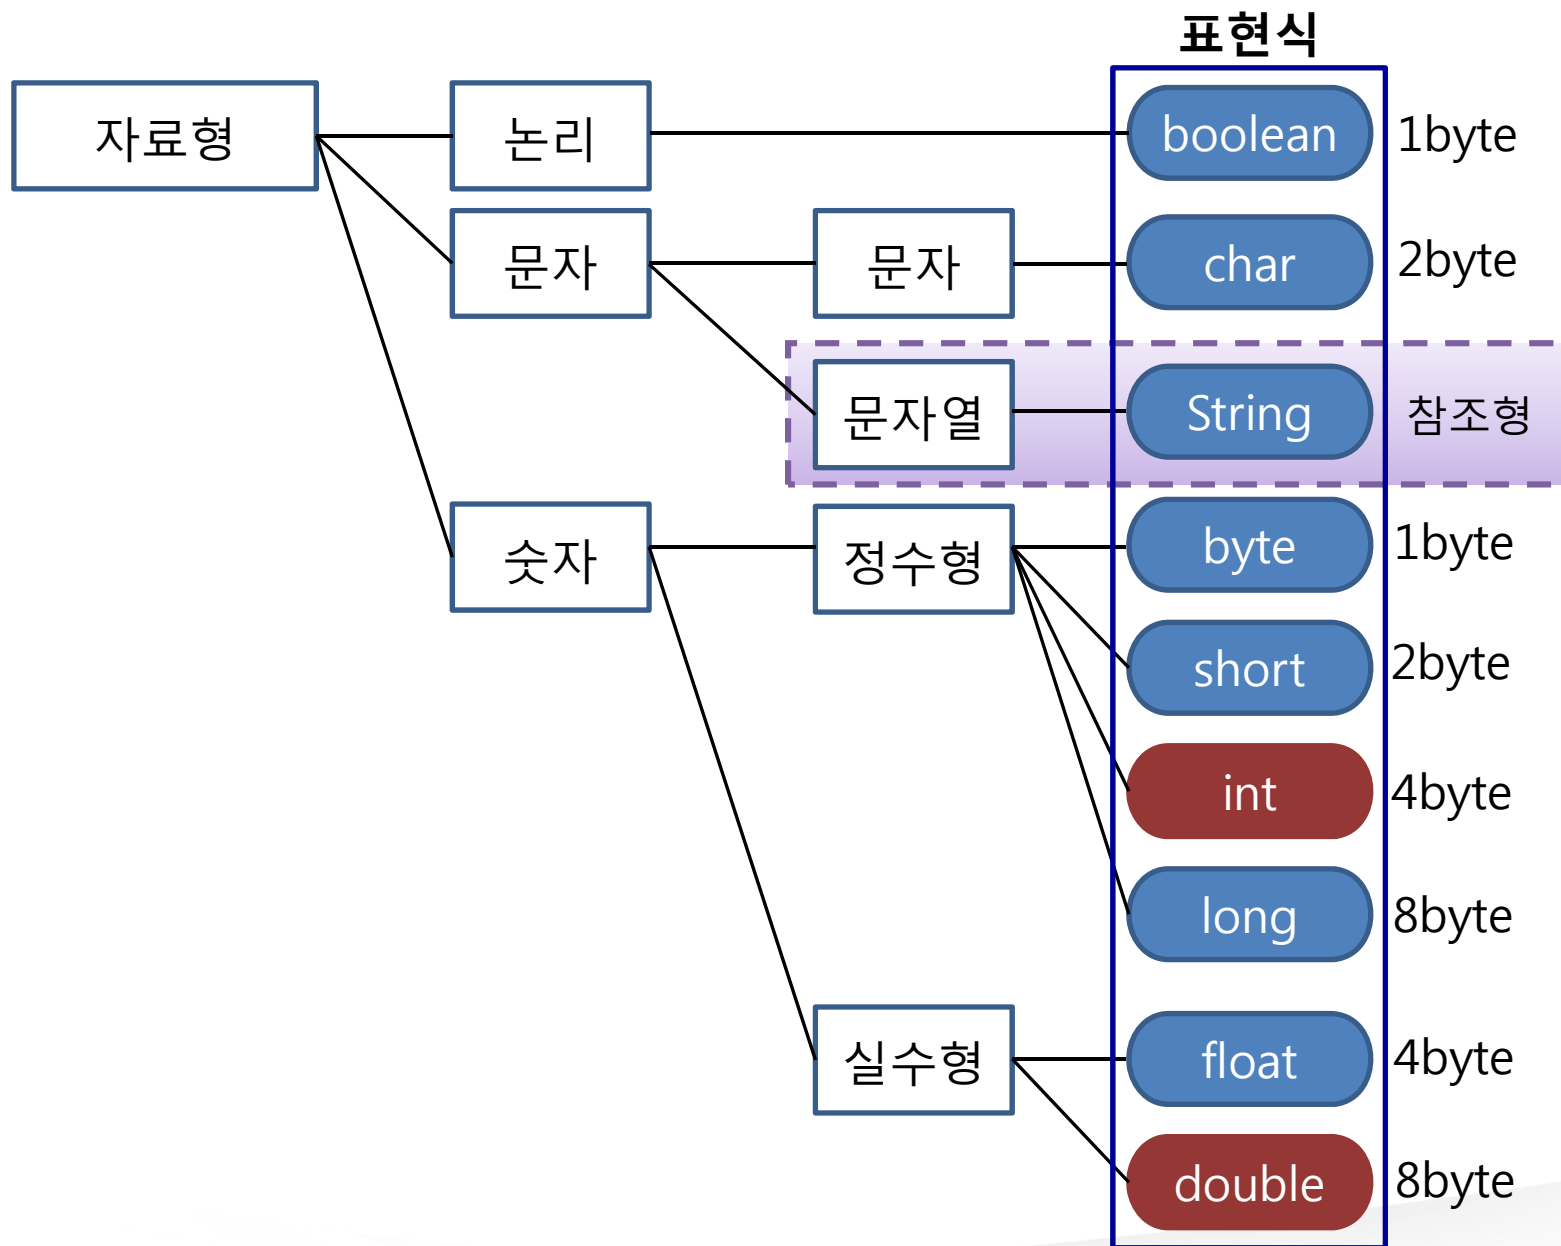 표현식
자료형
논리
boolean
1byte
문자
문자
char
2byte
문자열
String
참조형
숫자
정수형
byte
1byte
short
2byte
int
4byte
long
8byte
실수형
float
4byte
double
8byte